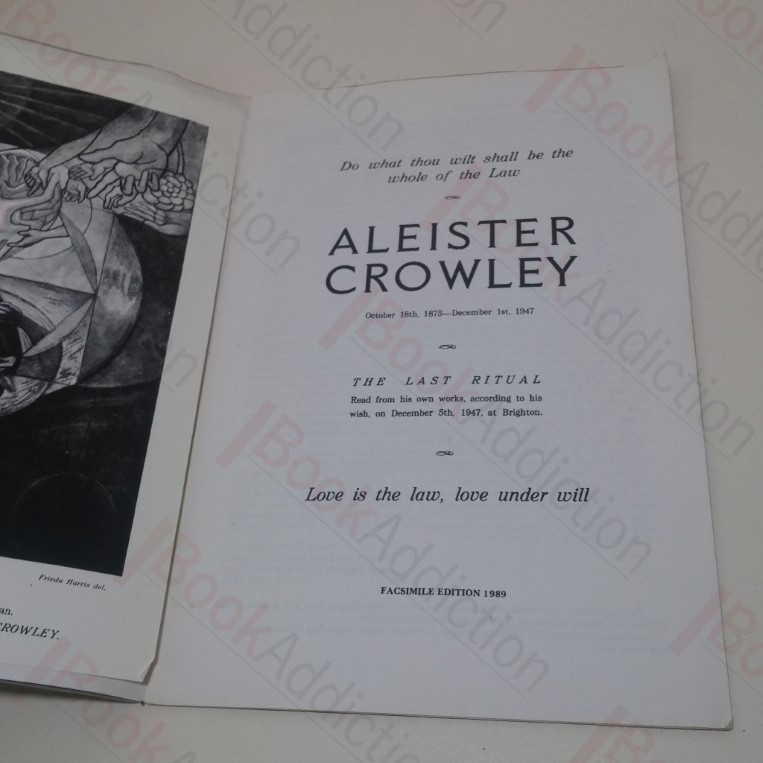 Frieda Harris del.
an.
CROWLEY.
Do what thou wilt shall be the
whole of the Law
ALEISTER
CROWLEY
October 18th, 1875—December 1st, 1947
THE LAST RITUAL
Read from his own works, according to his
wish, on December 5th, 1947, at Brighton.
Love is the law, love under will
FACSIMILE EDITION 1989
BookAddiction